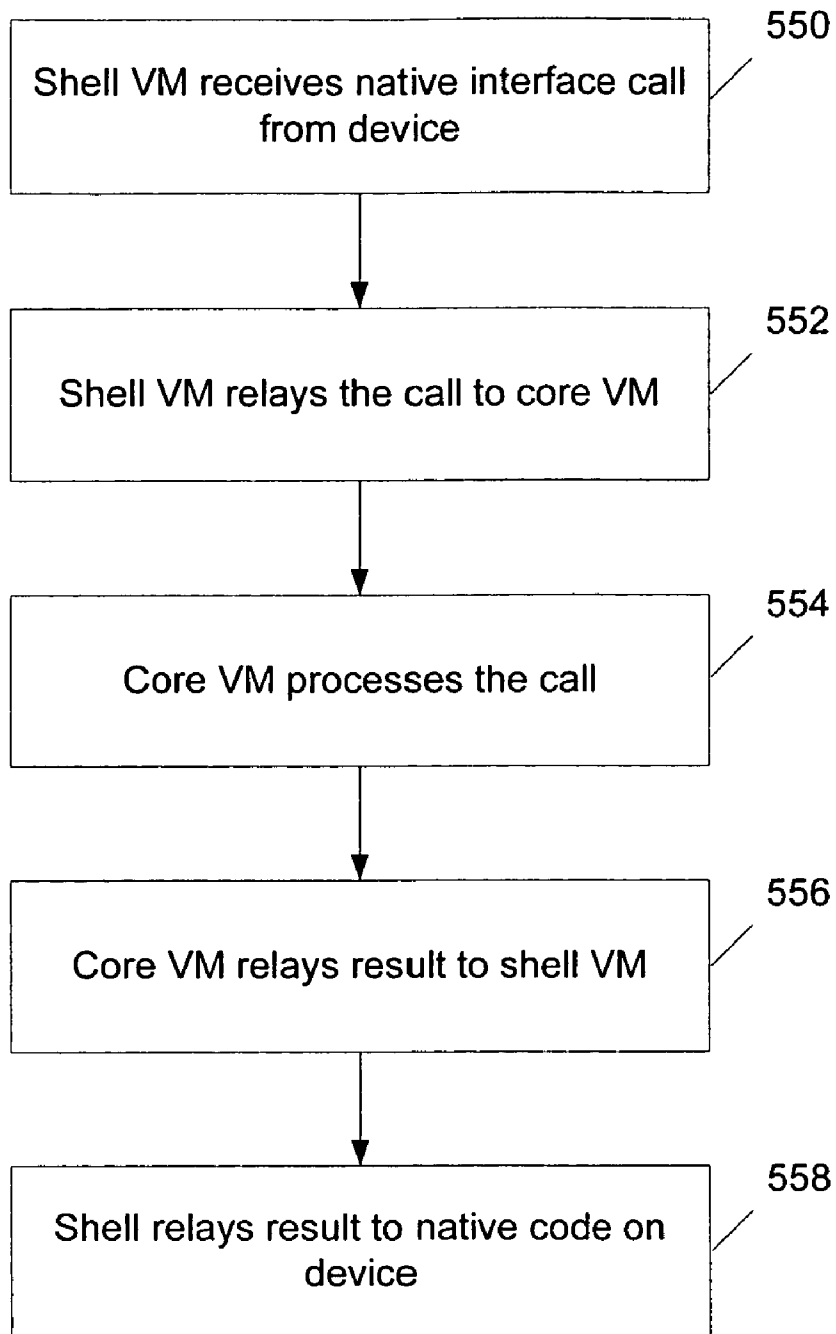 550
Shell VM receives native interface call
from device
552
Shell VM relays the call to core VM
554
Core VM processes the call
556
Core VM relays result to shell VM
558
Shell relays result to native code on
device